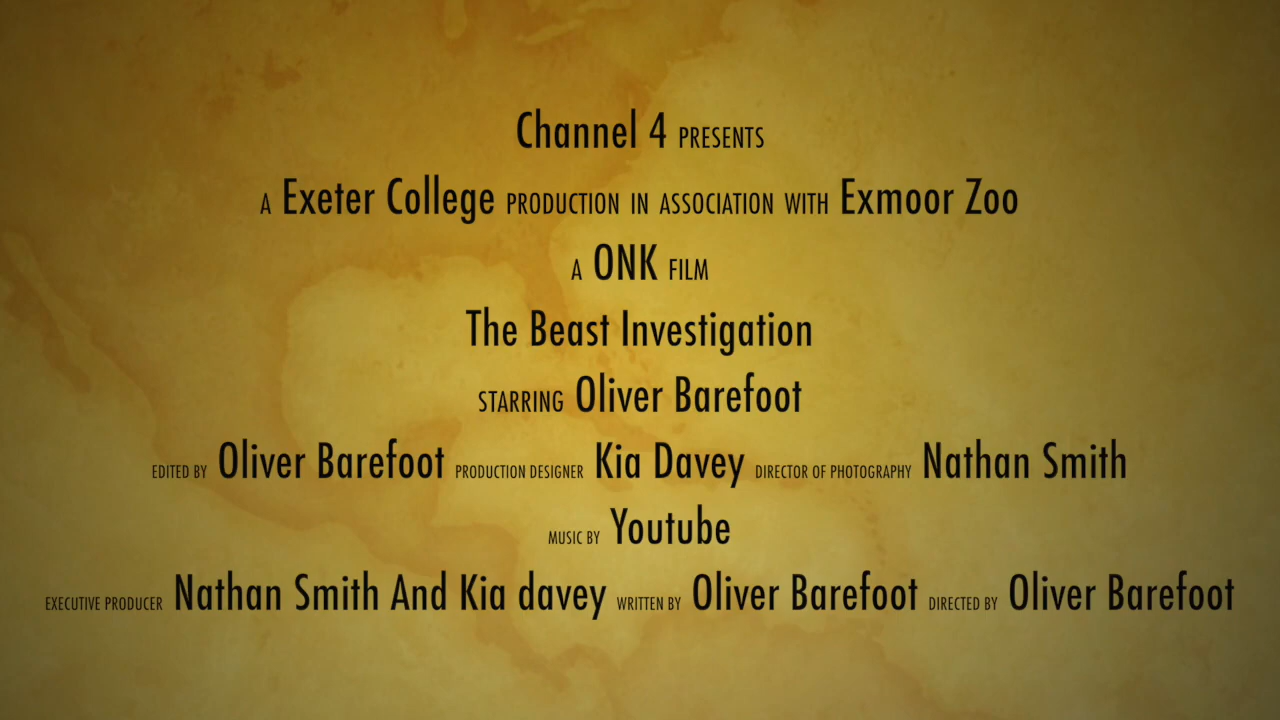 Channel 4 PRESENTS
A Exeter College PRODUCTION IN ASSOCIATION WITH Exmoor Zoo
A ONK FILM
The Beast Investigation
STARRING Oliver Barefoot
EDITED BY Oliver Barefoot PRODUCTION DESIGNER Kia Davey DIRECTOR OF PHOTOGRAPHY Nathan Smith
MUSIC BY Youtube
EXECUTIVE PRODUCER Nathan Smith And Kia davey WRITTEN BY Oliver Barefoot DIRECTED BY Oliver Barefoot